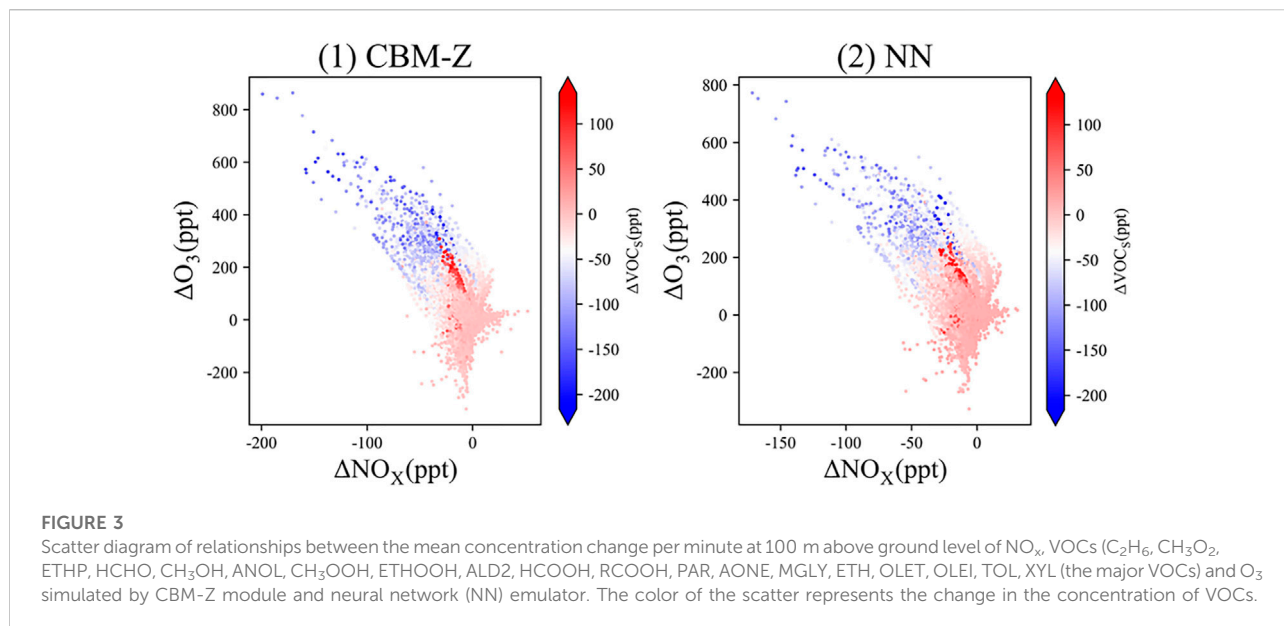 (1) CBM-Z
(2) NN
800
600
400
200
0
-200
-200
-100
0
ΔO₃(ppt)
ΔNOX(ppt)
100
50
0
-50
-100
-150
-200
ΔVOCS(ppt)
800
600
400
200
0
-200
-150
-100
-50
0
ΔO₃(ppt)
ΔNOX(ppt)
100
50
0
-50
-100
-150
-200
ΔVOCS(ppt)
FIGURE 3
Scatter diagram of relationships between the mean concentration change per minute at 100 m above ground level of NOₓ, VOCs (C₂H₆, CH₃O₂,
ETHP, HCHO, CH₃OH, ANOL, CH₃OOH, ETHOOH, ALD2, HCOOH, RCOOH, PAR, AONE, MGLY, ETH, OLET, OLEI, TOL, XYL (the major VOCs) and O₃
simulated by CBM-Z module and neural network (NN) emulator. The color of the scatter represents the change in the concentration of VOCs.